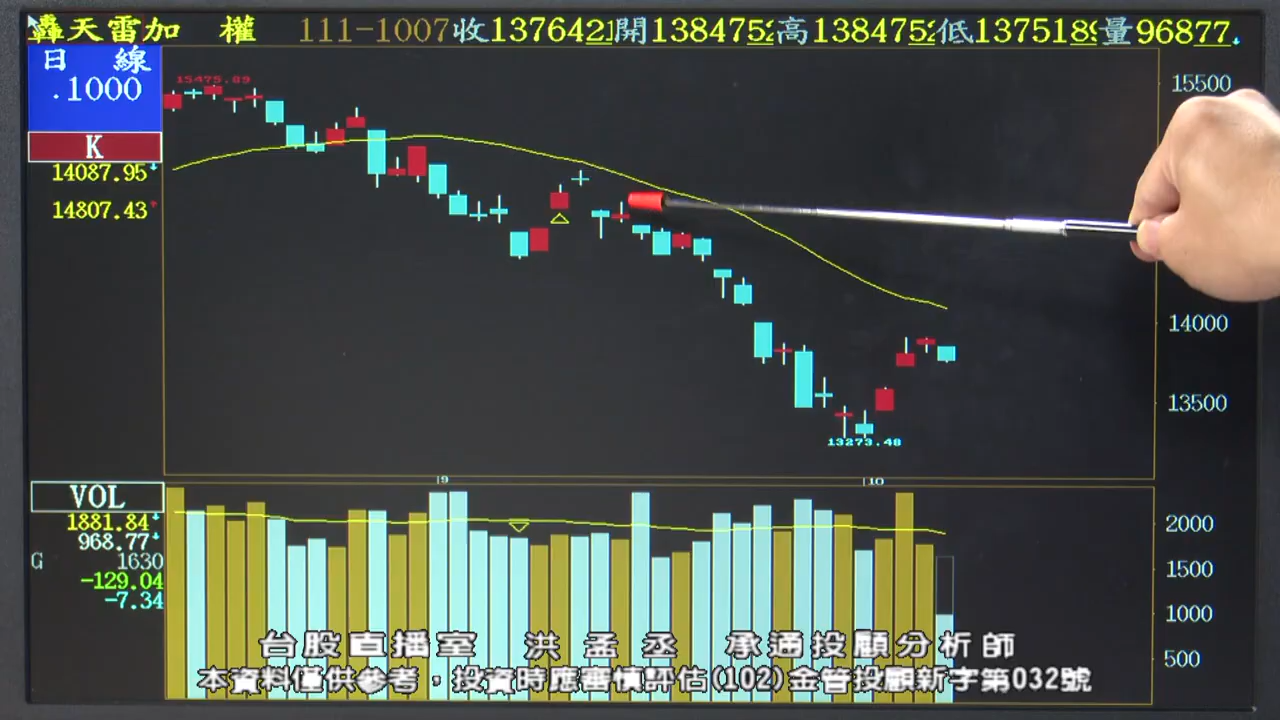 轟天雷加 權 111-1007收1376421開1384752高1384752低1375189量96877
日 線
.1000
K
14087.95
14807.43
15475.89
15500
14000
13500
13273.48
9
10
VOL
1881.84
968.77
G 1630
-129.04
-7.34
2000
1500
1000
500
台股直播室 洪孟丞 承通投顧分析師
本資料僅供參考，投資時應審慎評估(102)金管投顧新字第032號